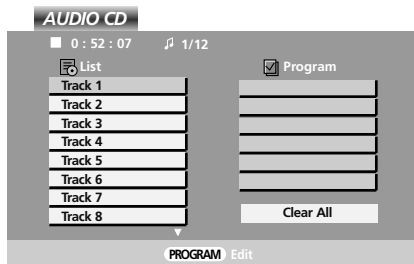 AUDIO CD
0 : 52 : 07 1/12
List
Program
Track 1
Track 2
Track 3
Track 4
Track 5
Track 6
Track 7
Track 8
Clear All
PROGRAM Edit